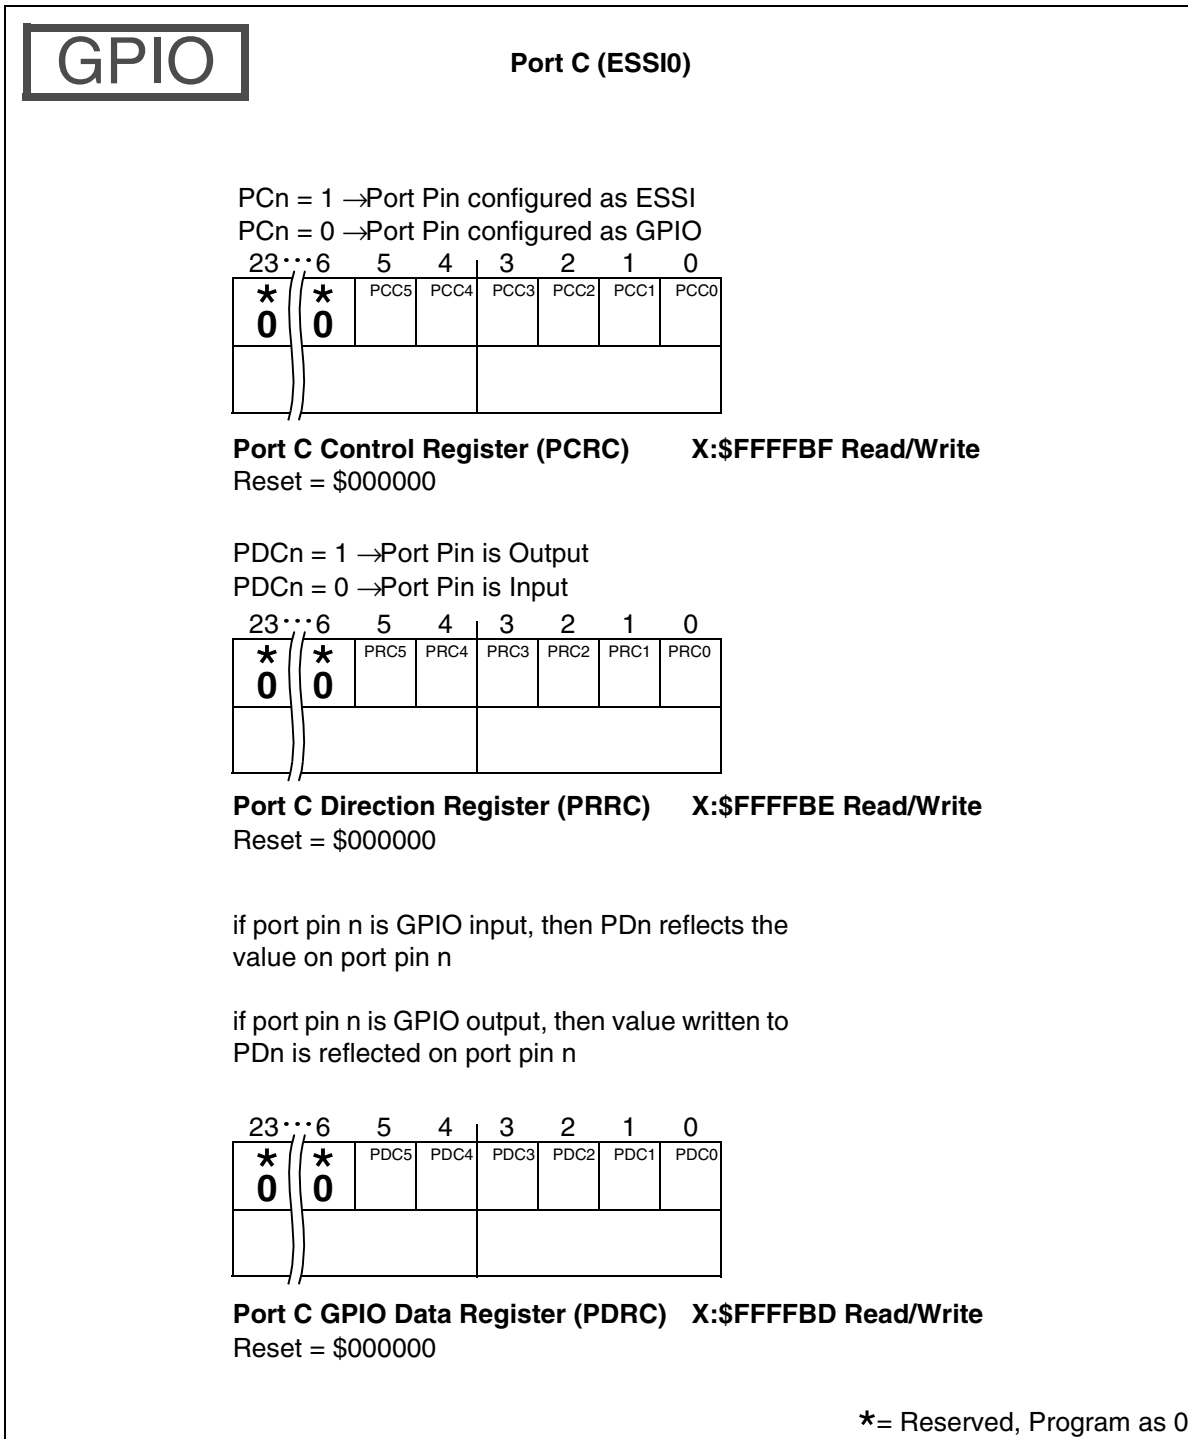 GPIO
Port C (ESSI0)
PCn = 1 →Port Pin configured as ESSI
PCn = 0 →Port Pin configured as GPIO
23···6 5 4 3 2 1 0
* * PCC5 PCC4 PCC3 PCC2 PCC1 PCC0
0 0
Port C Control Register (PCRC) X:$FFFFBF Read/Write
Reset = $000000
PDCn = 1 →Port Pin is Output
PDCn = 0 →Port Pin is Input
23···6 5 4 3 2 1 0
* * PRC5 PRC4 PRC3 PRC2 PRC1 PRC0
0 0
Port C Direction Register (PRRC) X:$FFFFBE Read/Write
Reset = $000000
if port pin n is GPIO input, then PDn reflects the
value on port pin n
if port pin n is GPIO output, then value written to
PDn is reflected on port pin n
23···6 5 4 3 2 1 0
* * PDC5 PDC4 PDC3 PDC2 PDC1 PDC0
0 0
Port C GPIO Data Register (PDRC) X:$FFFFBD Read/Write
Reset = $000000
*= Reserved, Program as 0